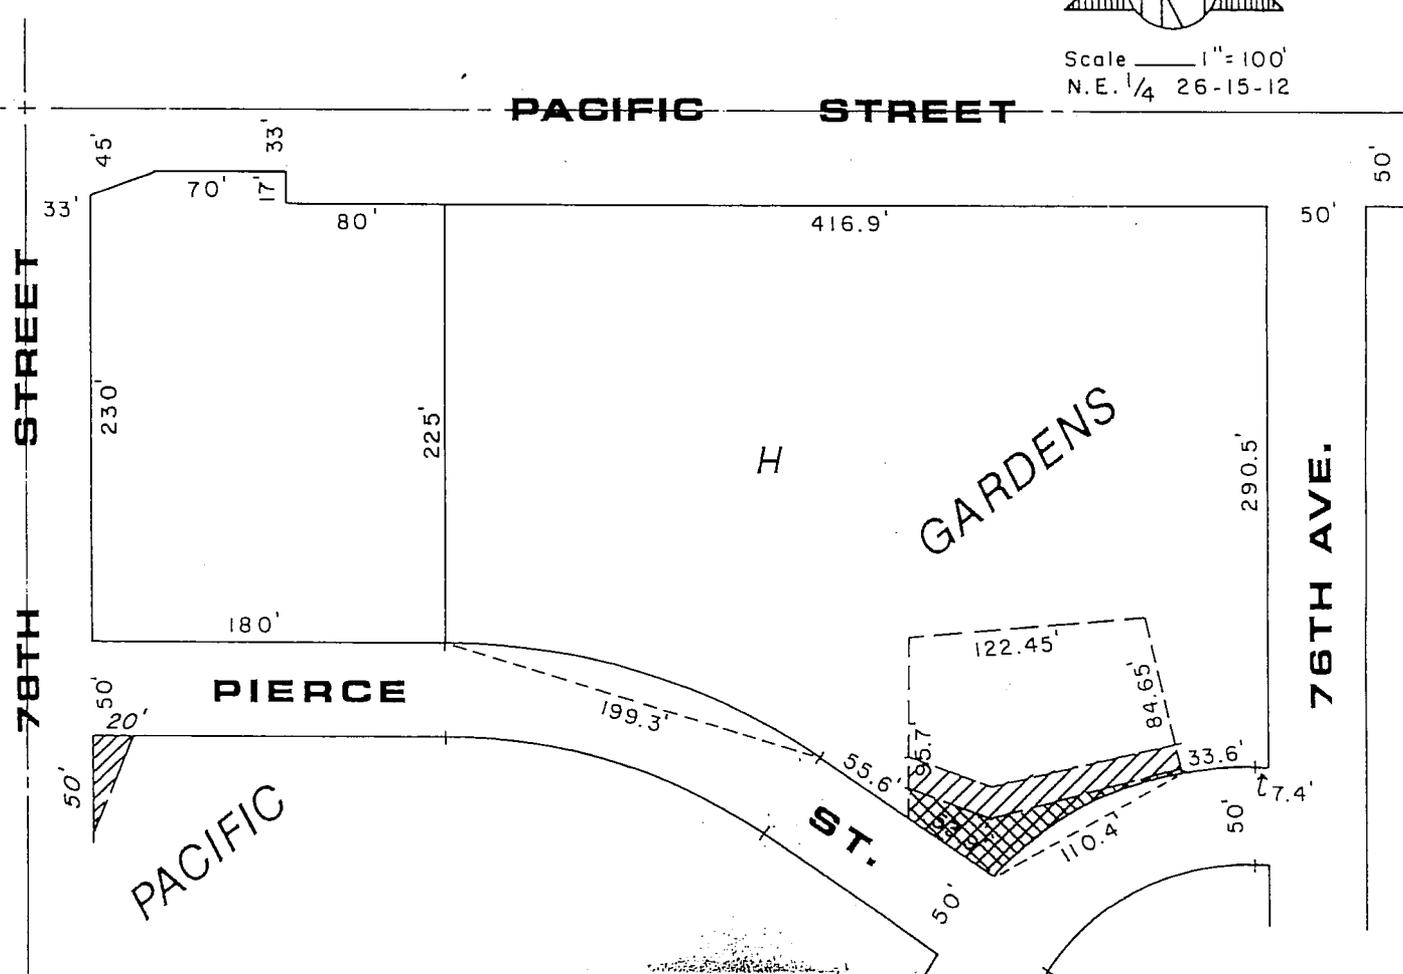 Scale 1"=100'
N.E. 1/4 26-15-12
PACIFIC STREET
45'
33'
50'
70'
17'
33'
80'
416.9'
50'
78TH STREET
230'
225'
H
GARDENS
290.5'
76TH AVE.
180'
122.45'
84.65'
50'
20'
PIERCE ST.
199.3'
95.7'
55.6'
33.6'
7.4'
50'
50'
110.4'
PACIFIC
50'